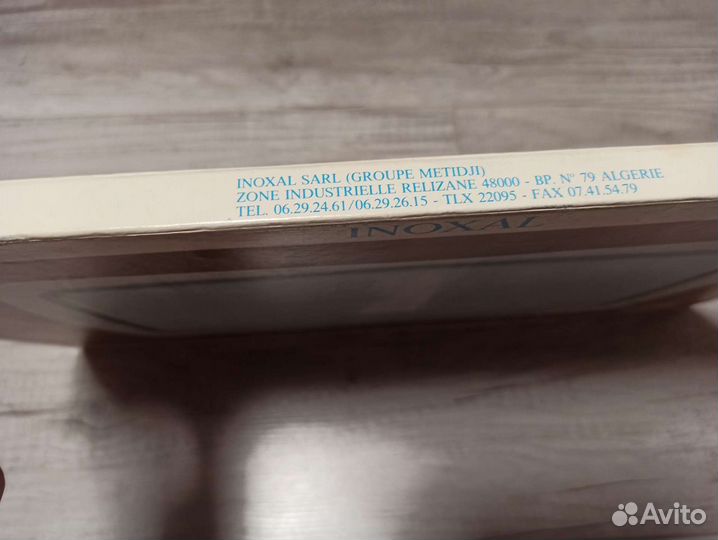 INOXAL SARL (GROUPE METIDJI)
ZONE INDUSTRIELLE RELIZANE 48000 - BP. N° 79 ALGERIE
TEL. 06.29.24.61/06.29.26.15 - TLX 22095 - FAX 07.41.54.79
INOXAL
Avito